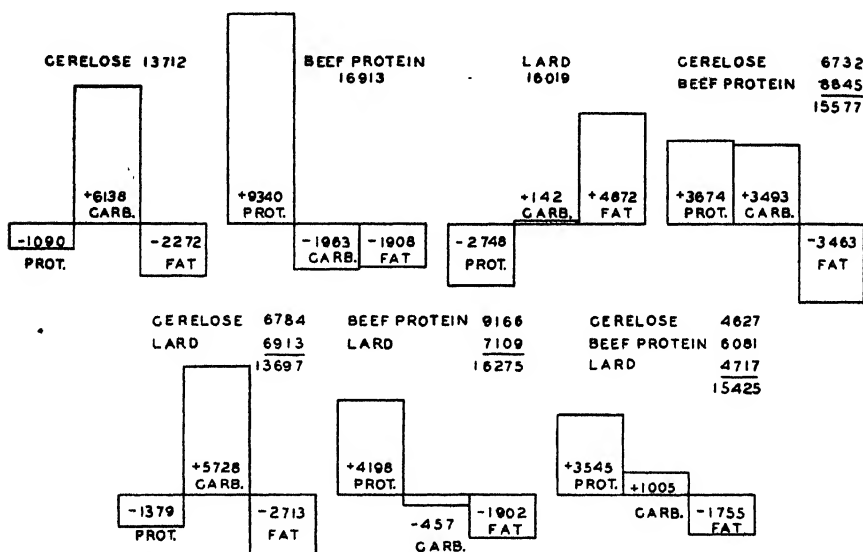 CERELOSE 13712
+6138
CARB.
-1090
PROT.
-2272
FAT
BEEF PROTEIN
16913
+9340
PROT.
-1963
CARB.
-1908
FAT
LARD
16019
-2748
PROT.
+142
CARB.
+4872
FAT
CERELOSE 6732
BEEF PROTEIN 8845
15577
+3674
PROT.
+3493
CARB.
-3463
FAT
CERELOSE 6784
LARD 6913
13697
-1379
PROT.
+5728
CARB.
-2713
FAT
BEEF PROTEIN 9166
LARD 7109
16275
+4198
PROT.
-457
CARB.
-1902
FAT
CERELOSE 4627
BEEF PROTEIN 6081
LARD 4717
15425
+3545
PROT.
+1005
CARB.
-1755
FAT.